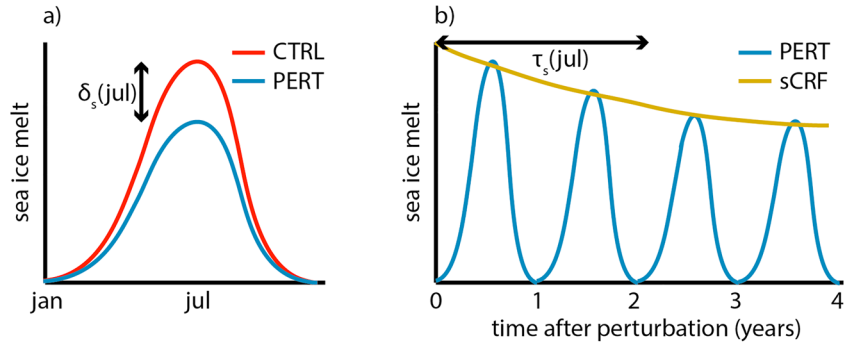 a)
CTRL
PERT
δs(jul)
sea ice melt
jan
jul
b)
τs(jul)
PERT
sCRF
sea ice melt
0
1
2
3
4
time after perturbation (years)